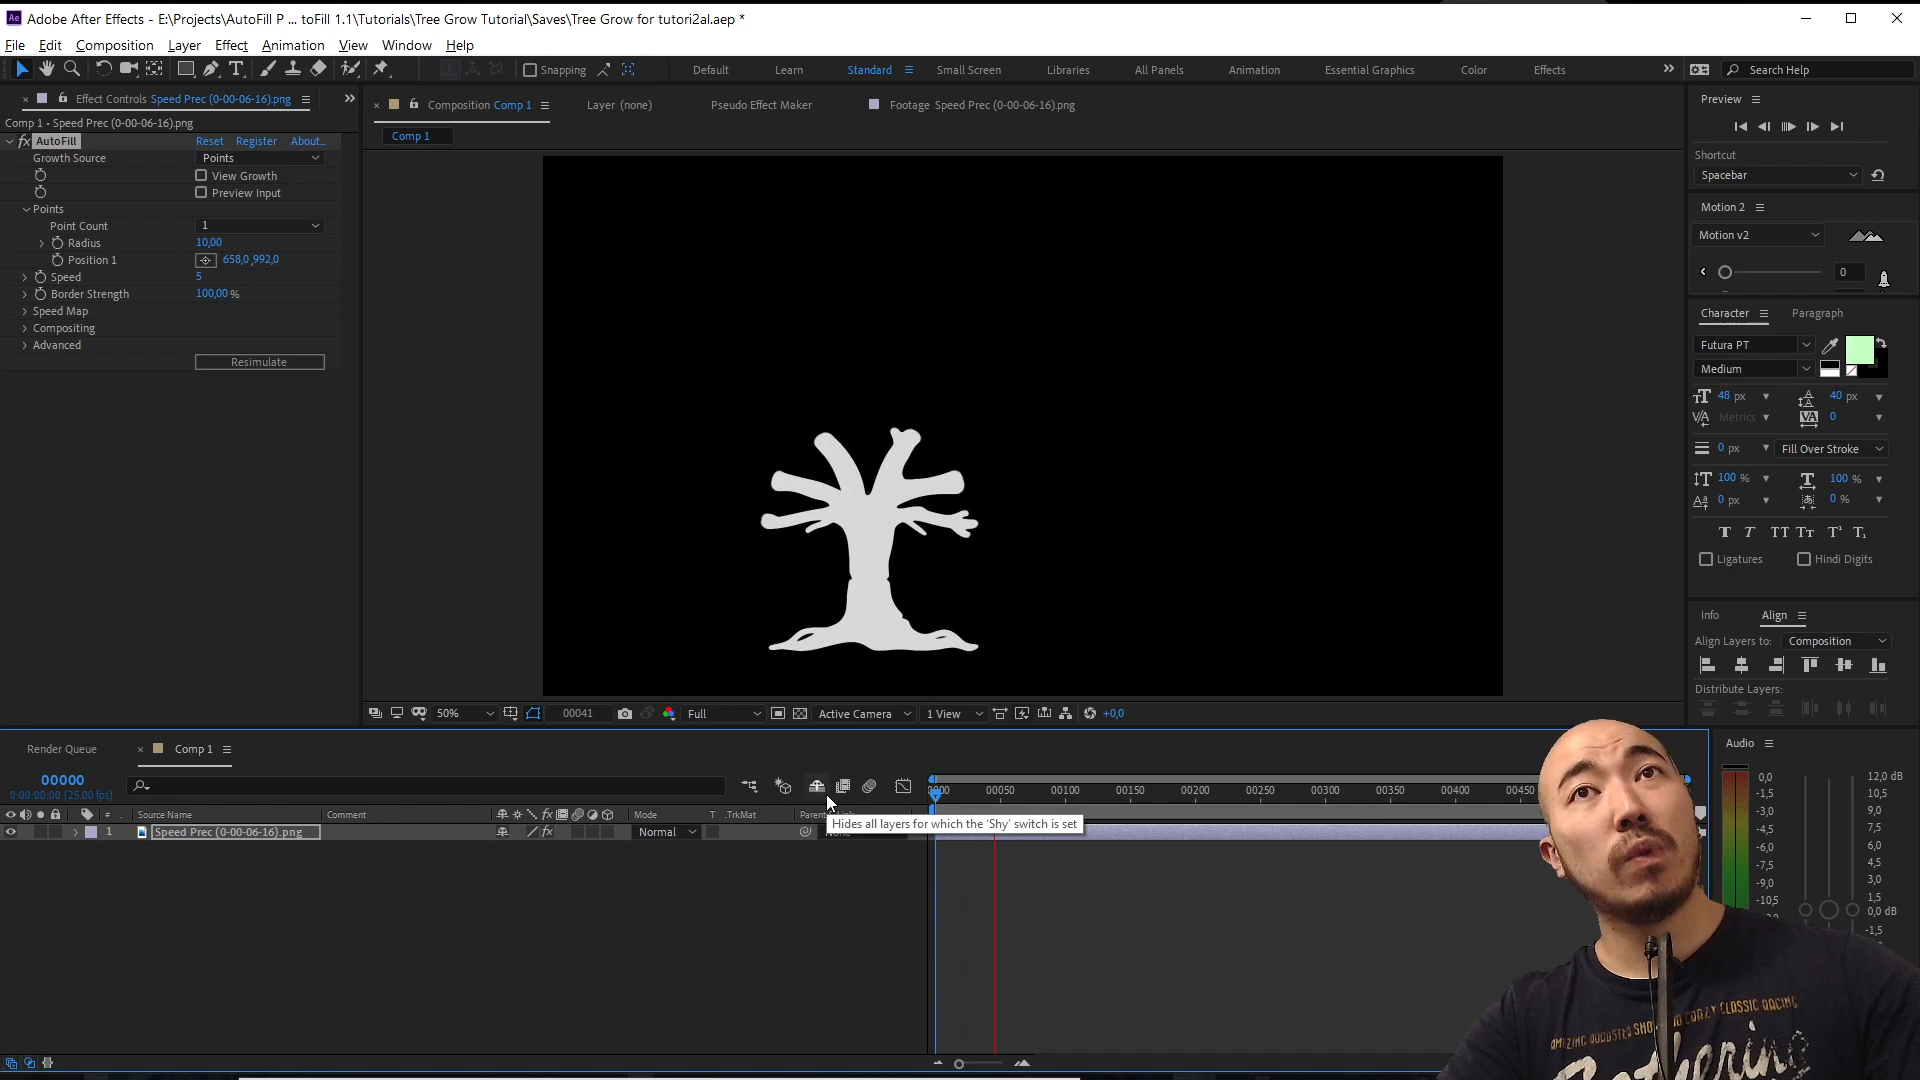 Adobe After Effects - E:\Projects\AutoFill P ... toFill 1.1\Tutorials\Tree Grow Tutorial\Saves\Tree Grow for tutori2al.aep *
File Edit Composition Layer Effect Animation View Window Help
Snapping Default Learn Standard Small Screen Libraries All Panels Animation Essential Graphics Color Effects Search Help
Effect Controls Speed Prec (0-00-06-16).png
Composition Comp 1 Layer (none) Pseudo Effect Maker Footage Speed Prec (0-00-06-16).png
Comp 1
Comp 1 • Speed Prec (0-00-06-16).png
fx AutoFill Reset Register About...
Growth Source Points
View Growth
Preview Input
Points
Point Count 1
Radius 10,00
Position 1 658,0 ,992,0
Speed 5
Border Strength 100,00 %
Speed Map
Compositing
Advanced
Resimulate
Preview
Shortcut
Spacebar
Motion 2
Motion v2
0
Character Paragraph
Futura PT
Medium
48 px 40 px
Metrics 0
0 px Fill Over Stroke
100 % 100 %
0 px 0 %
T T TT Tt T¹ T₁
Ligatures Hindi Digits
Info Align
Align Layers to: Composition
Distribute Layers:
50% 00041 Full Active Camera 1 View +0,0
Render Queue Comp 1
00000
0:00:00:00 (25.00 fps)
0000 00050 00100 00150 00200 00250 00300 00350 00400 00450
# Source Name Comment fx Mode T .TrkMat
1 Speed Prec (0-00-06-16).png fx Normal
Hides all layers for which the 'Shy' switch is set
Audio
0,0
-1,5
-3,0
-4,5
-6,0
-7,5
-9,0
-10,5
12,0 dB
10,5
9,0
7,5
6,0
4,5
3,0
1,5
0,0 dB
-1,5